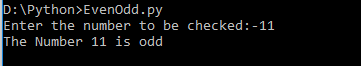 D:\Python>EvenOdd.py
Enter the number to be checked:-11
The Number 11 is odd